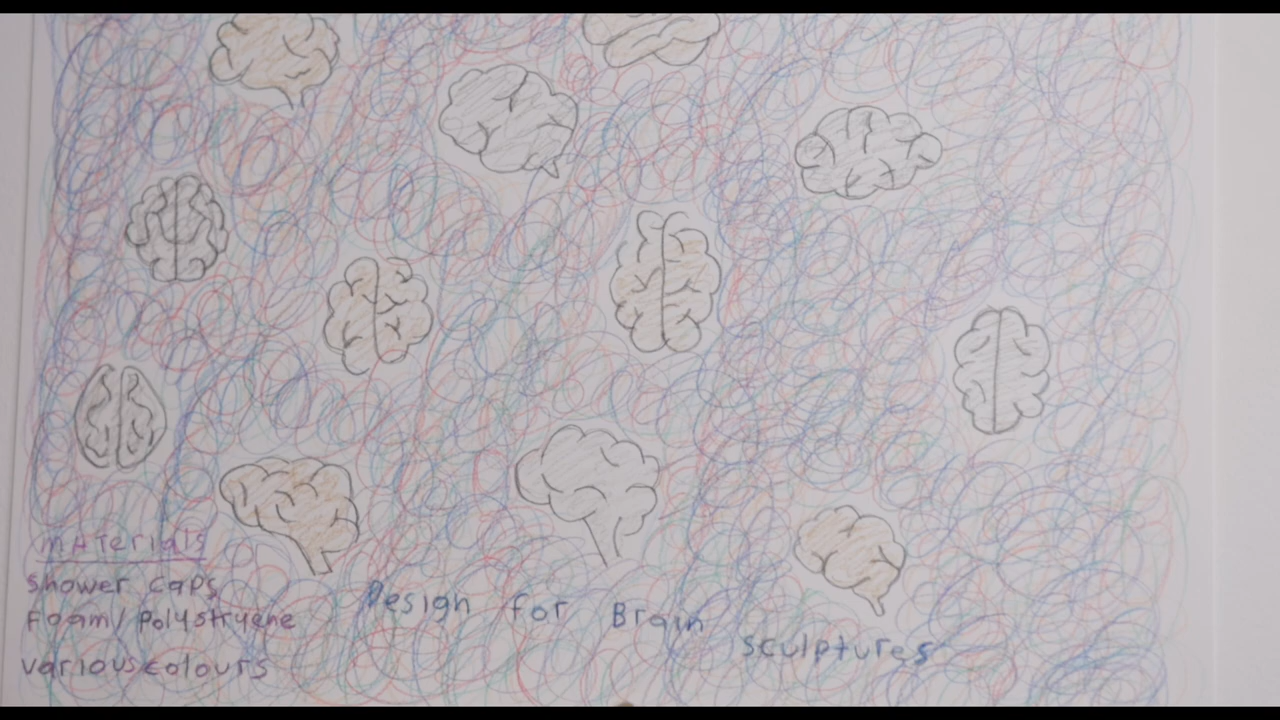 mATerials
shower caps
Foam/polystryene
various colours
Design for Brain
sculptures